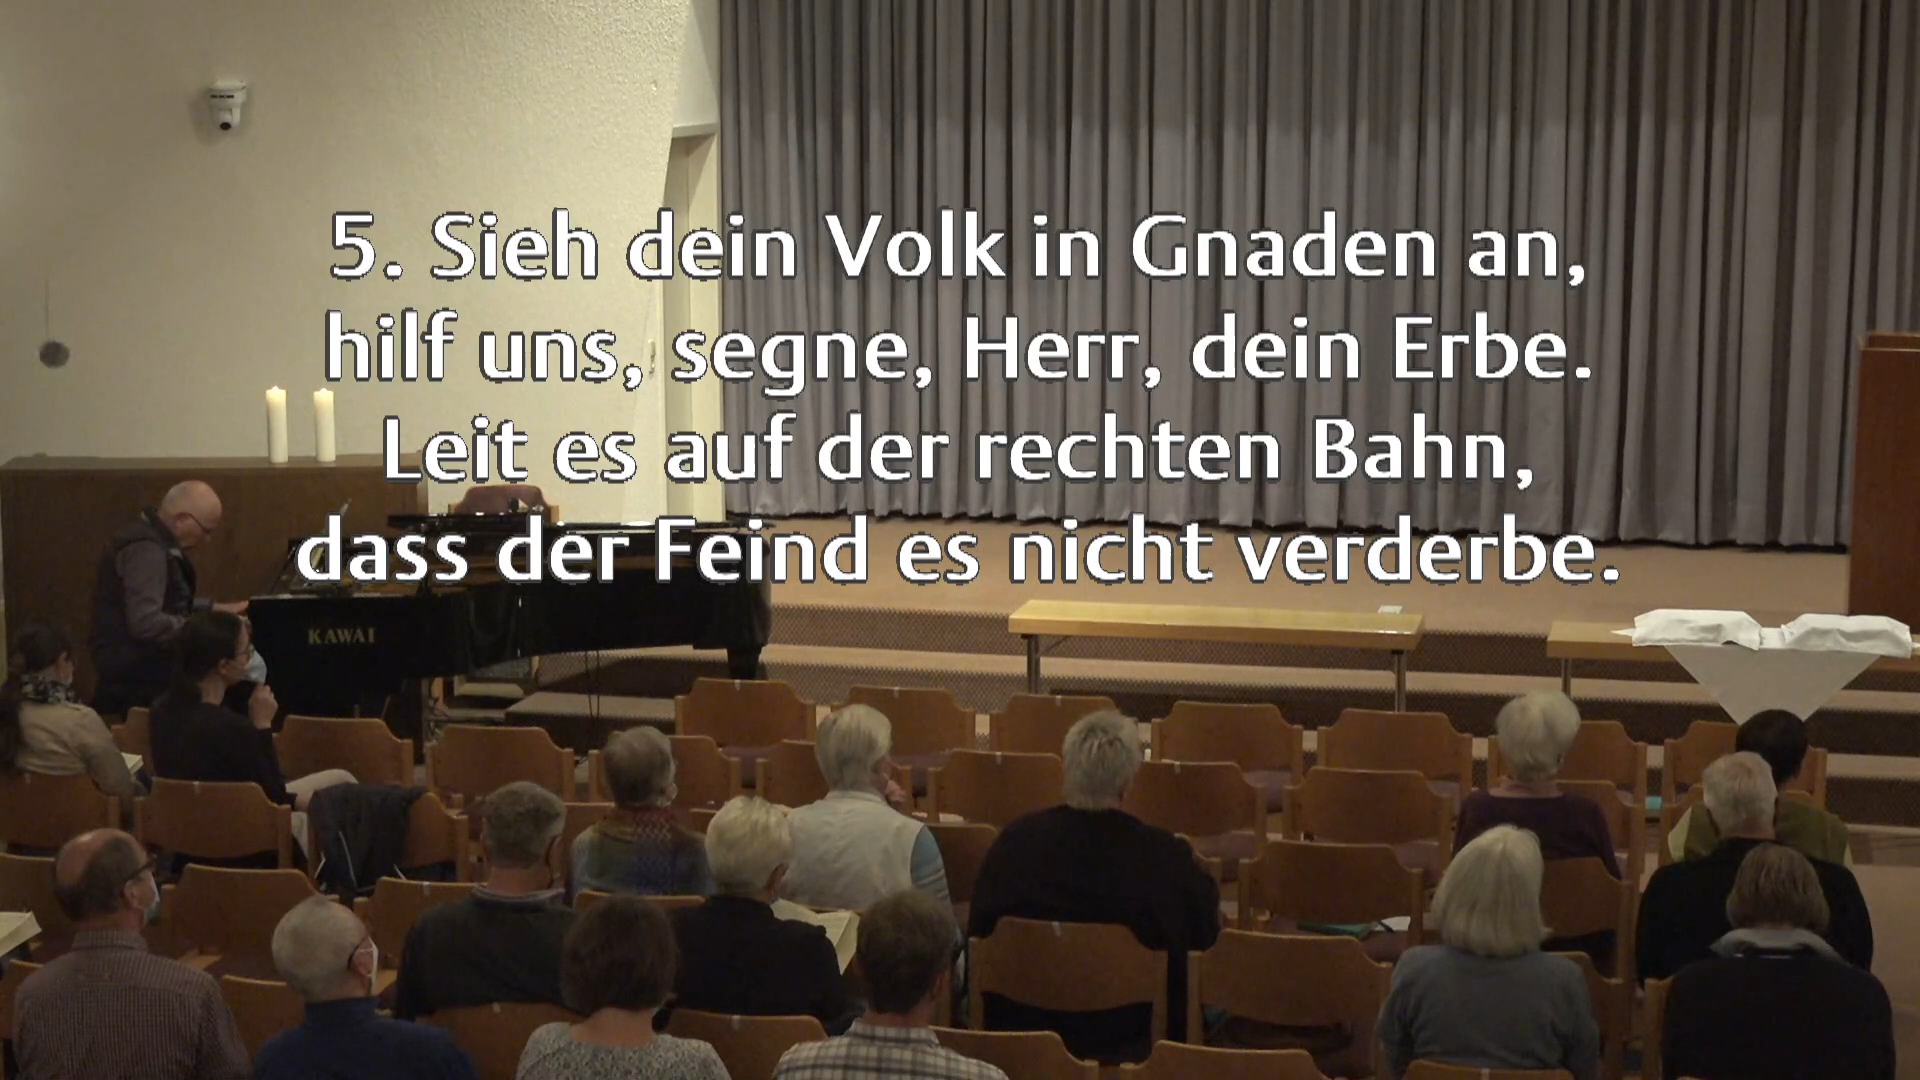 5. Sieh dein Volk in Gnaden an,
hilf uns, segne, Herr, dein Erbe.
Leit es auf der rechten Bahn,
dass der Feind es nicht verderbe.
KAWAI